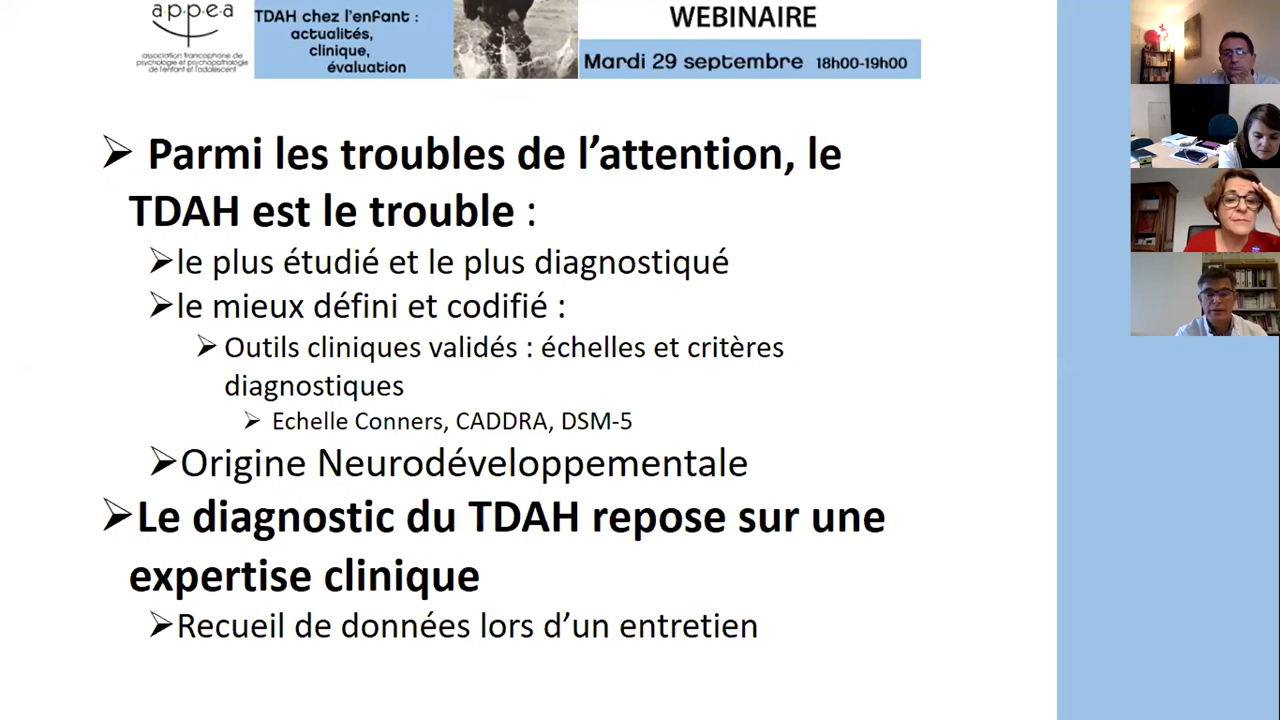 appea
association francophone de
psychologie et psychopathologie
de l'enfant et de l'adolescent
TDAH chez l'enfant :
actualités,
clinique,
évaluation
WEBINAIRE
Mardi 29 septembre 18h00-19h00
Parmi les troubles de l'attention, le
TDAH est le trouble :
le plus étudié et le plus diagnostiqué
le mieux défini et codifié :
Outils cliniques validés : échelles et critères
diagnostiques
Echelle Conners, CADDRA, DSM-5
Origine Neurodéveloppementale
Le diagnostic du TDAH repose sur une
expertise clinique
Recueil de données lors d'un entretien